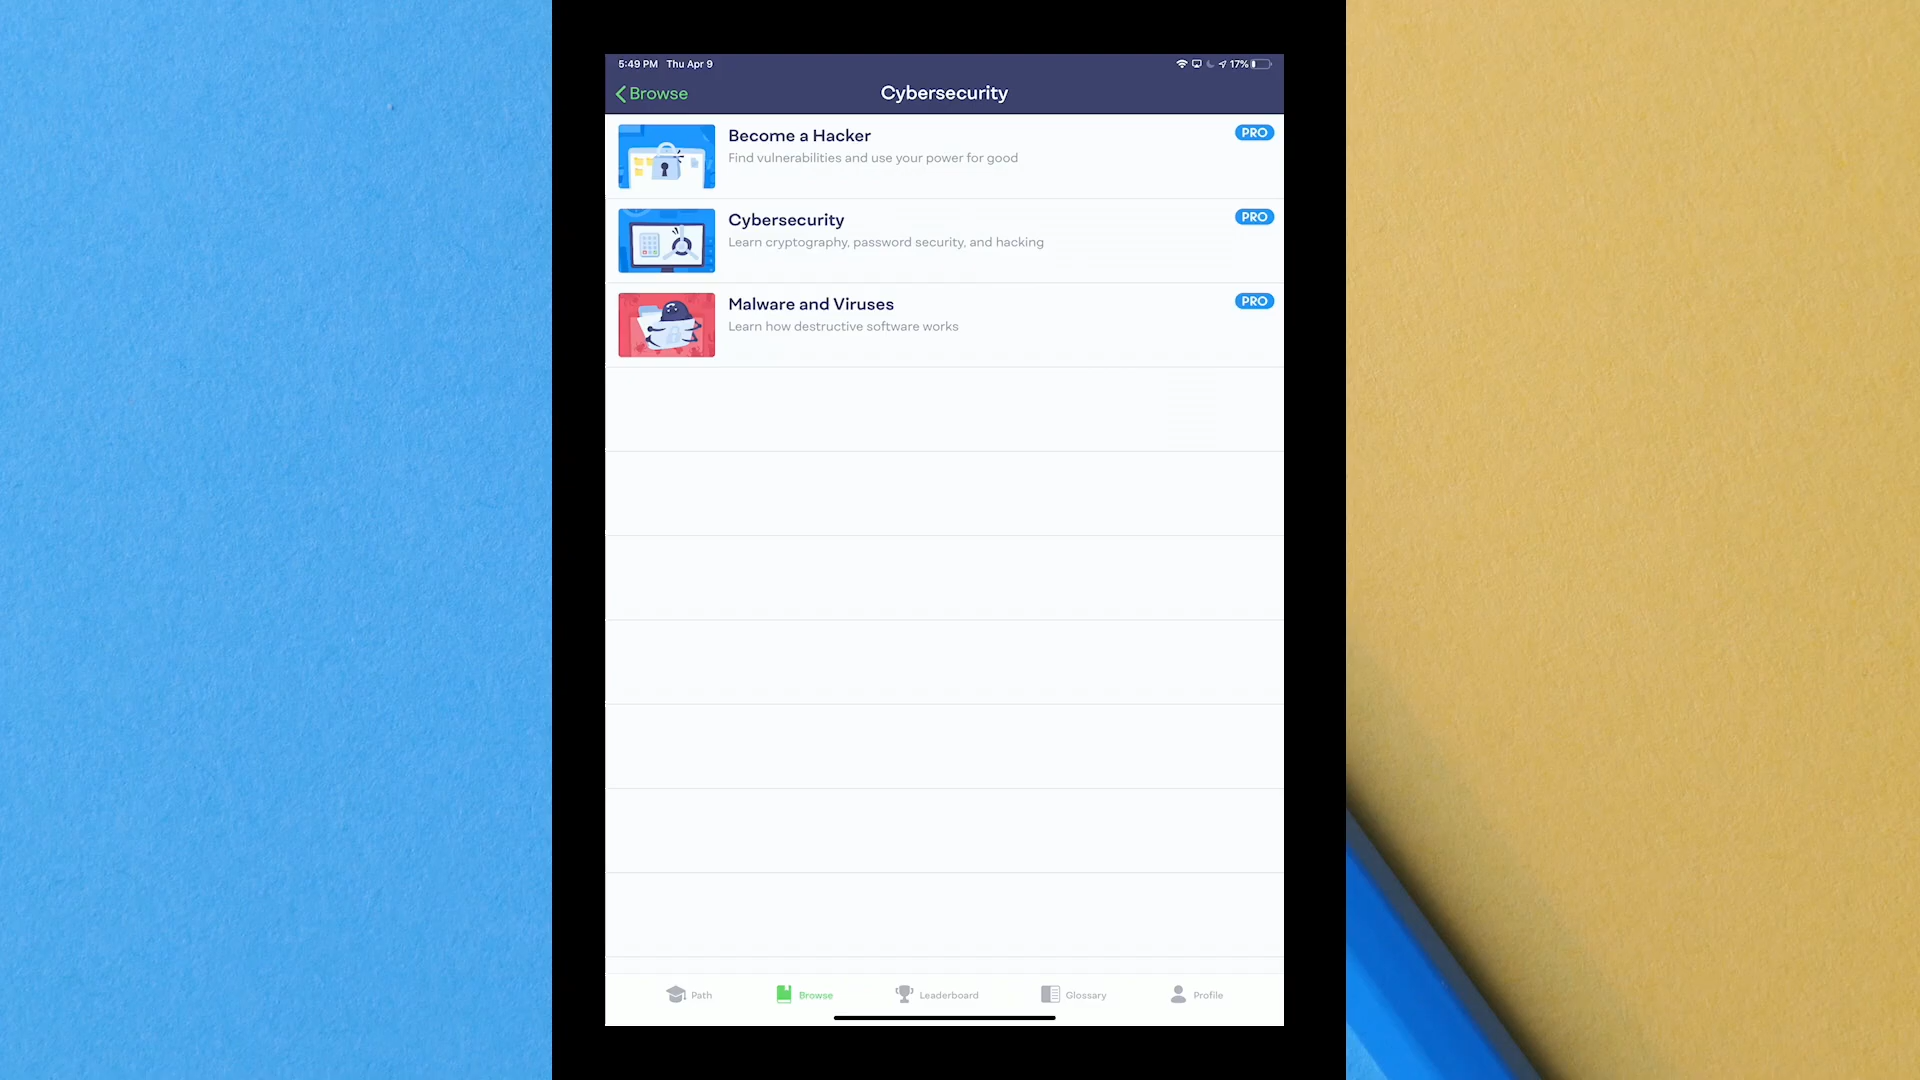 5:49 PM Thu Apr 9 17%
Browse Cybersecurity
Become a Hacker PRO
Find vulnerabilities and use your power for good
Cybersecurity PRO
Learn cryptography, password security, and hacking
Malware and Viruses PRO
Learn how destructive software works
Path Browse Leaderboard Glossary Profile